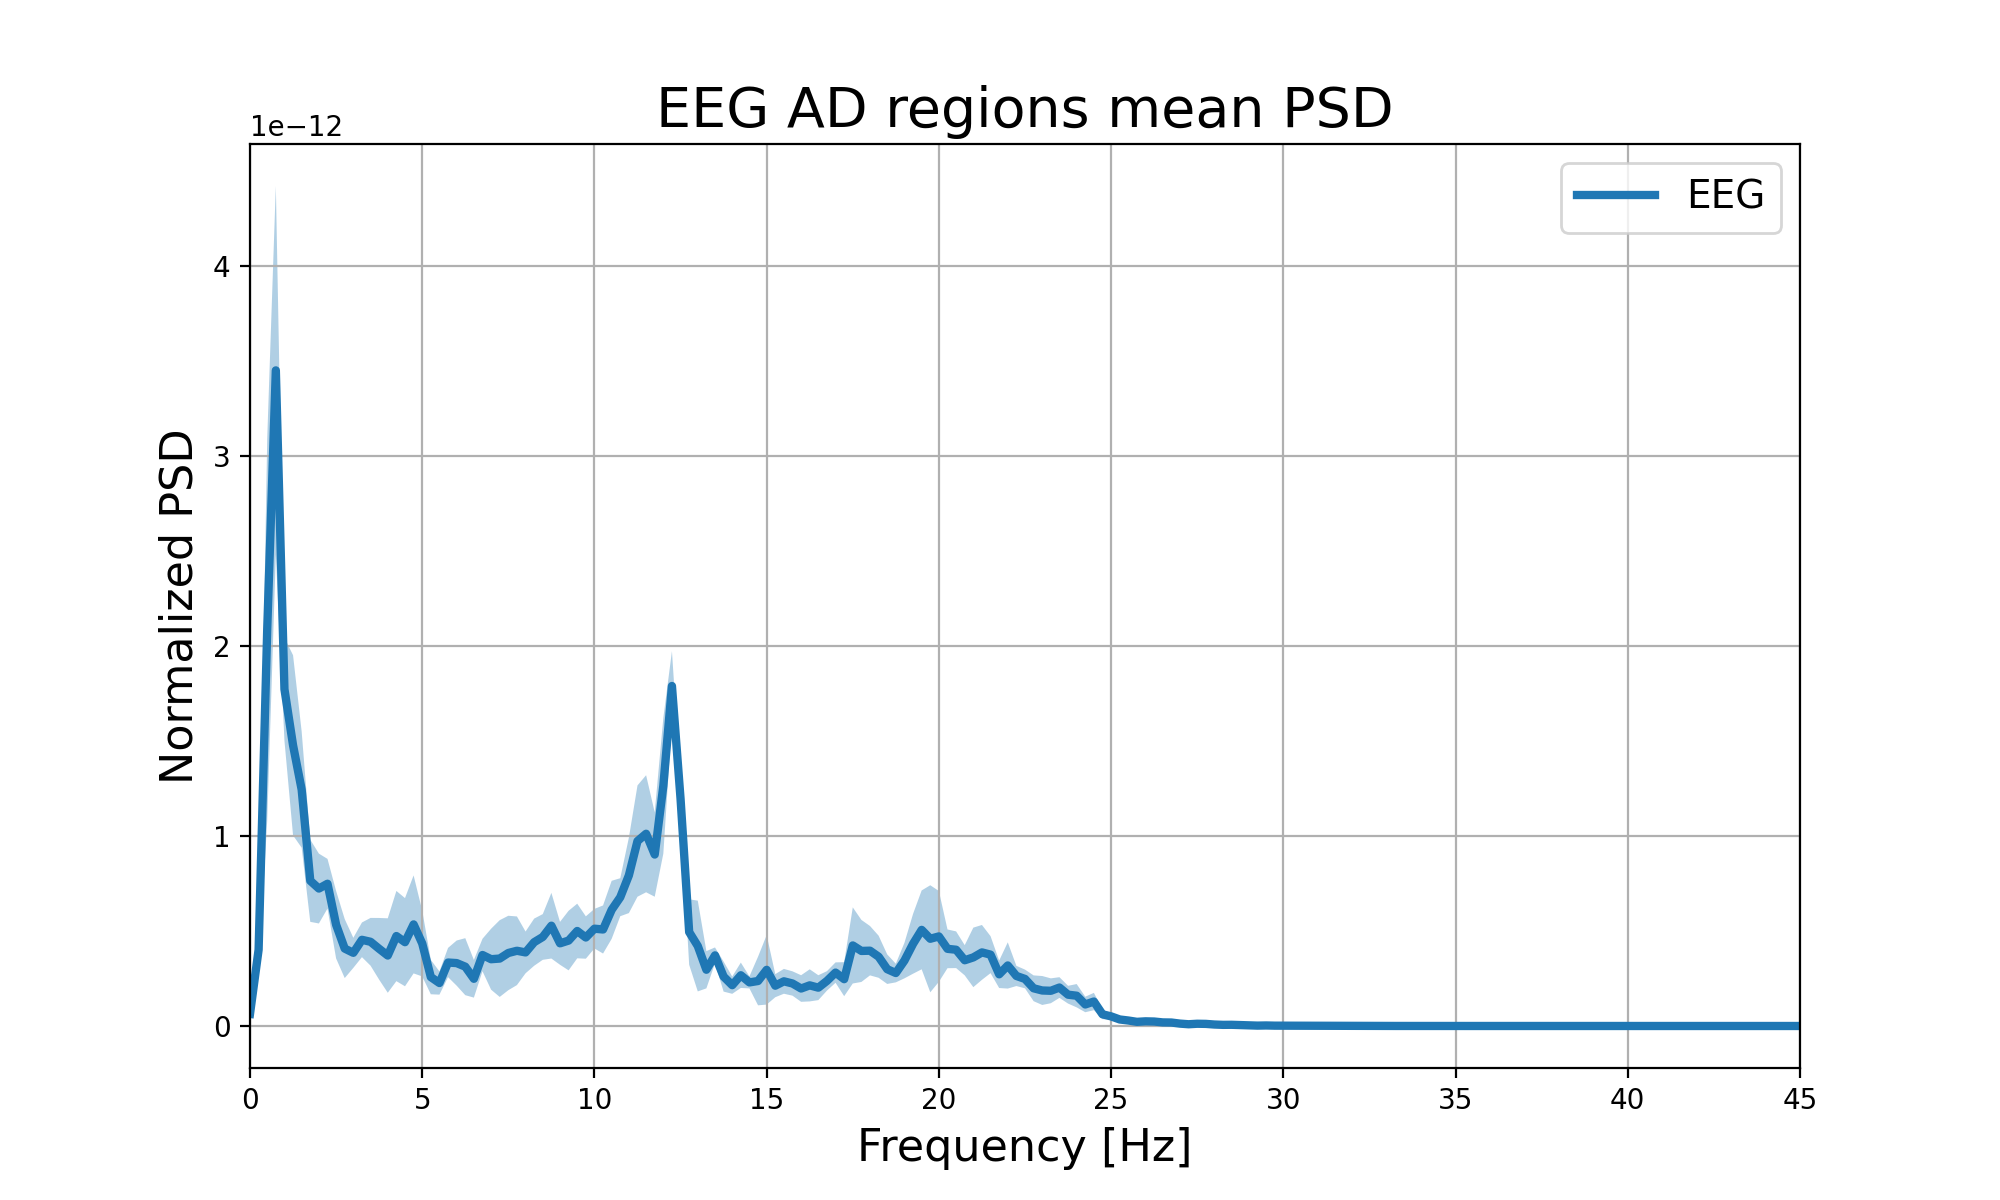 EEG AD regions mean PSD
1e−12
EEG
4
3
2
1
0
Normalized PSD
0 5 10 15 20 25 30 35 40 45
Frequency [Hz]